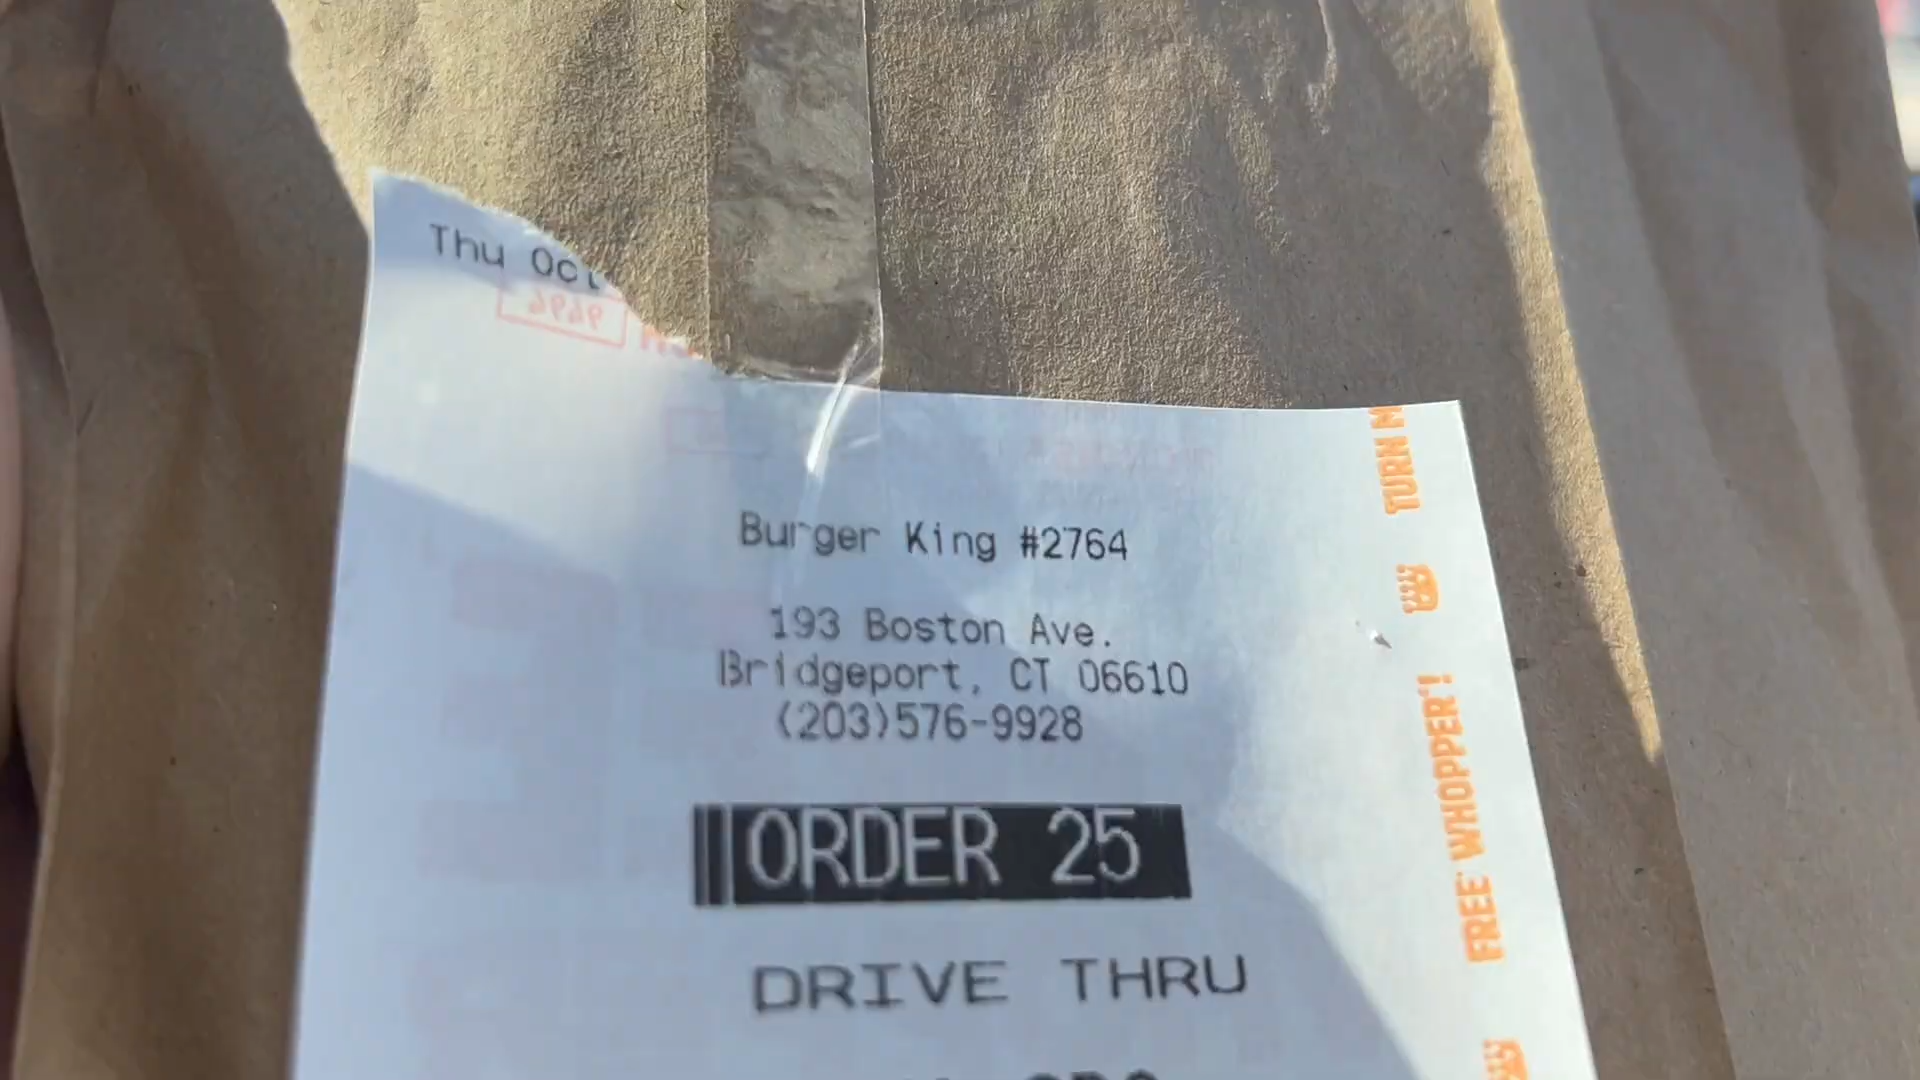 Thu Oct
Burger King #2764
193 Boston Ave.
Bridgeport, CT 06610
(203)576-9928
ORDER 25
DRIVE THRU
FREE WHOPPER!
TURN M